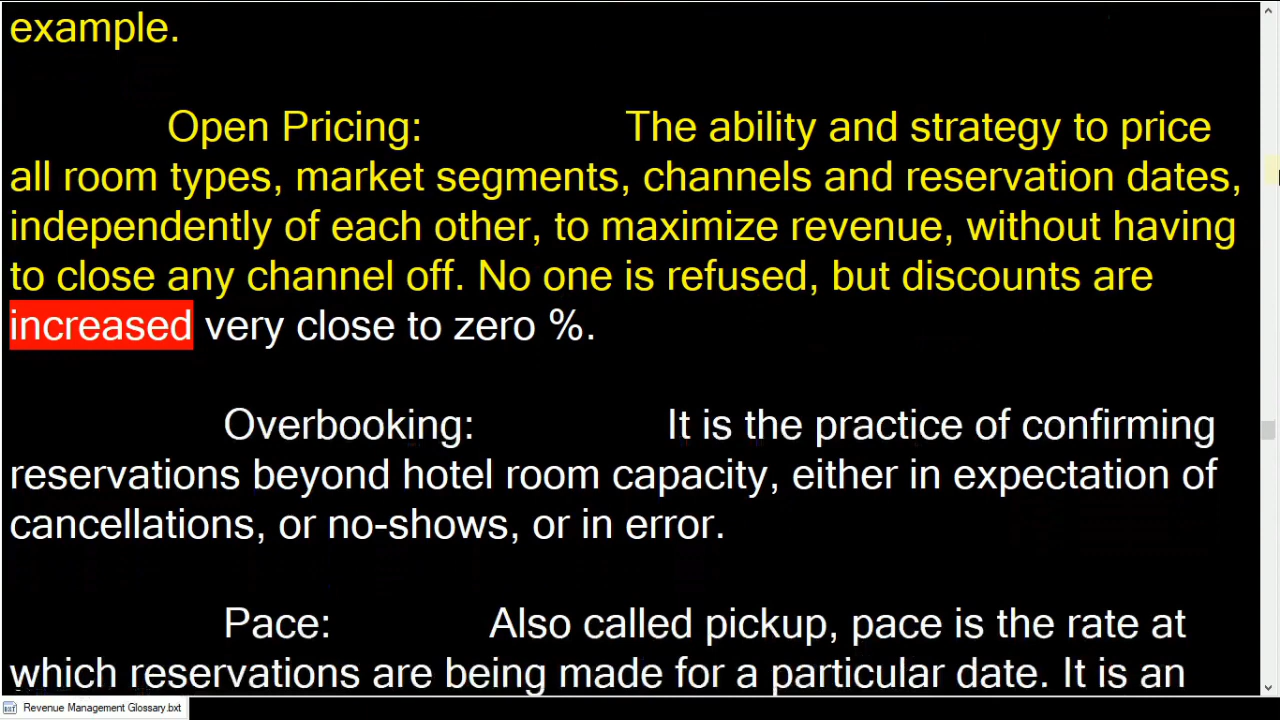 example.
Open Pricing: The ability and strategy to price
all room types, market segments, channels and reservation dates,
independently of each other, to maximize revenue, without having
to close any channel off. No one is refused, but discounts are
increased very close to zero %.
Overbooking: It is the practice of confirming
reservations beyond hotel room capacity, either in expectation of
cancellations, or no-shows, or in error.
Pace: Also called pickup, pace is the rate at
which reservations are being made for a particular date. It is an
Revenue Management Glossary.bxt